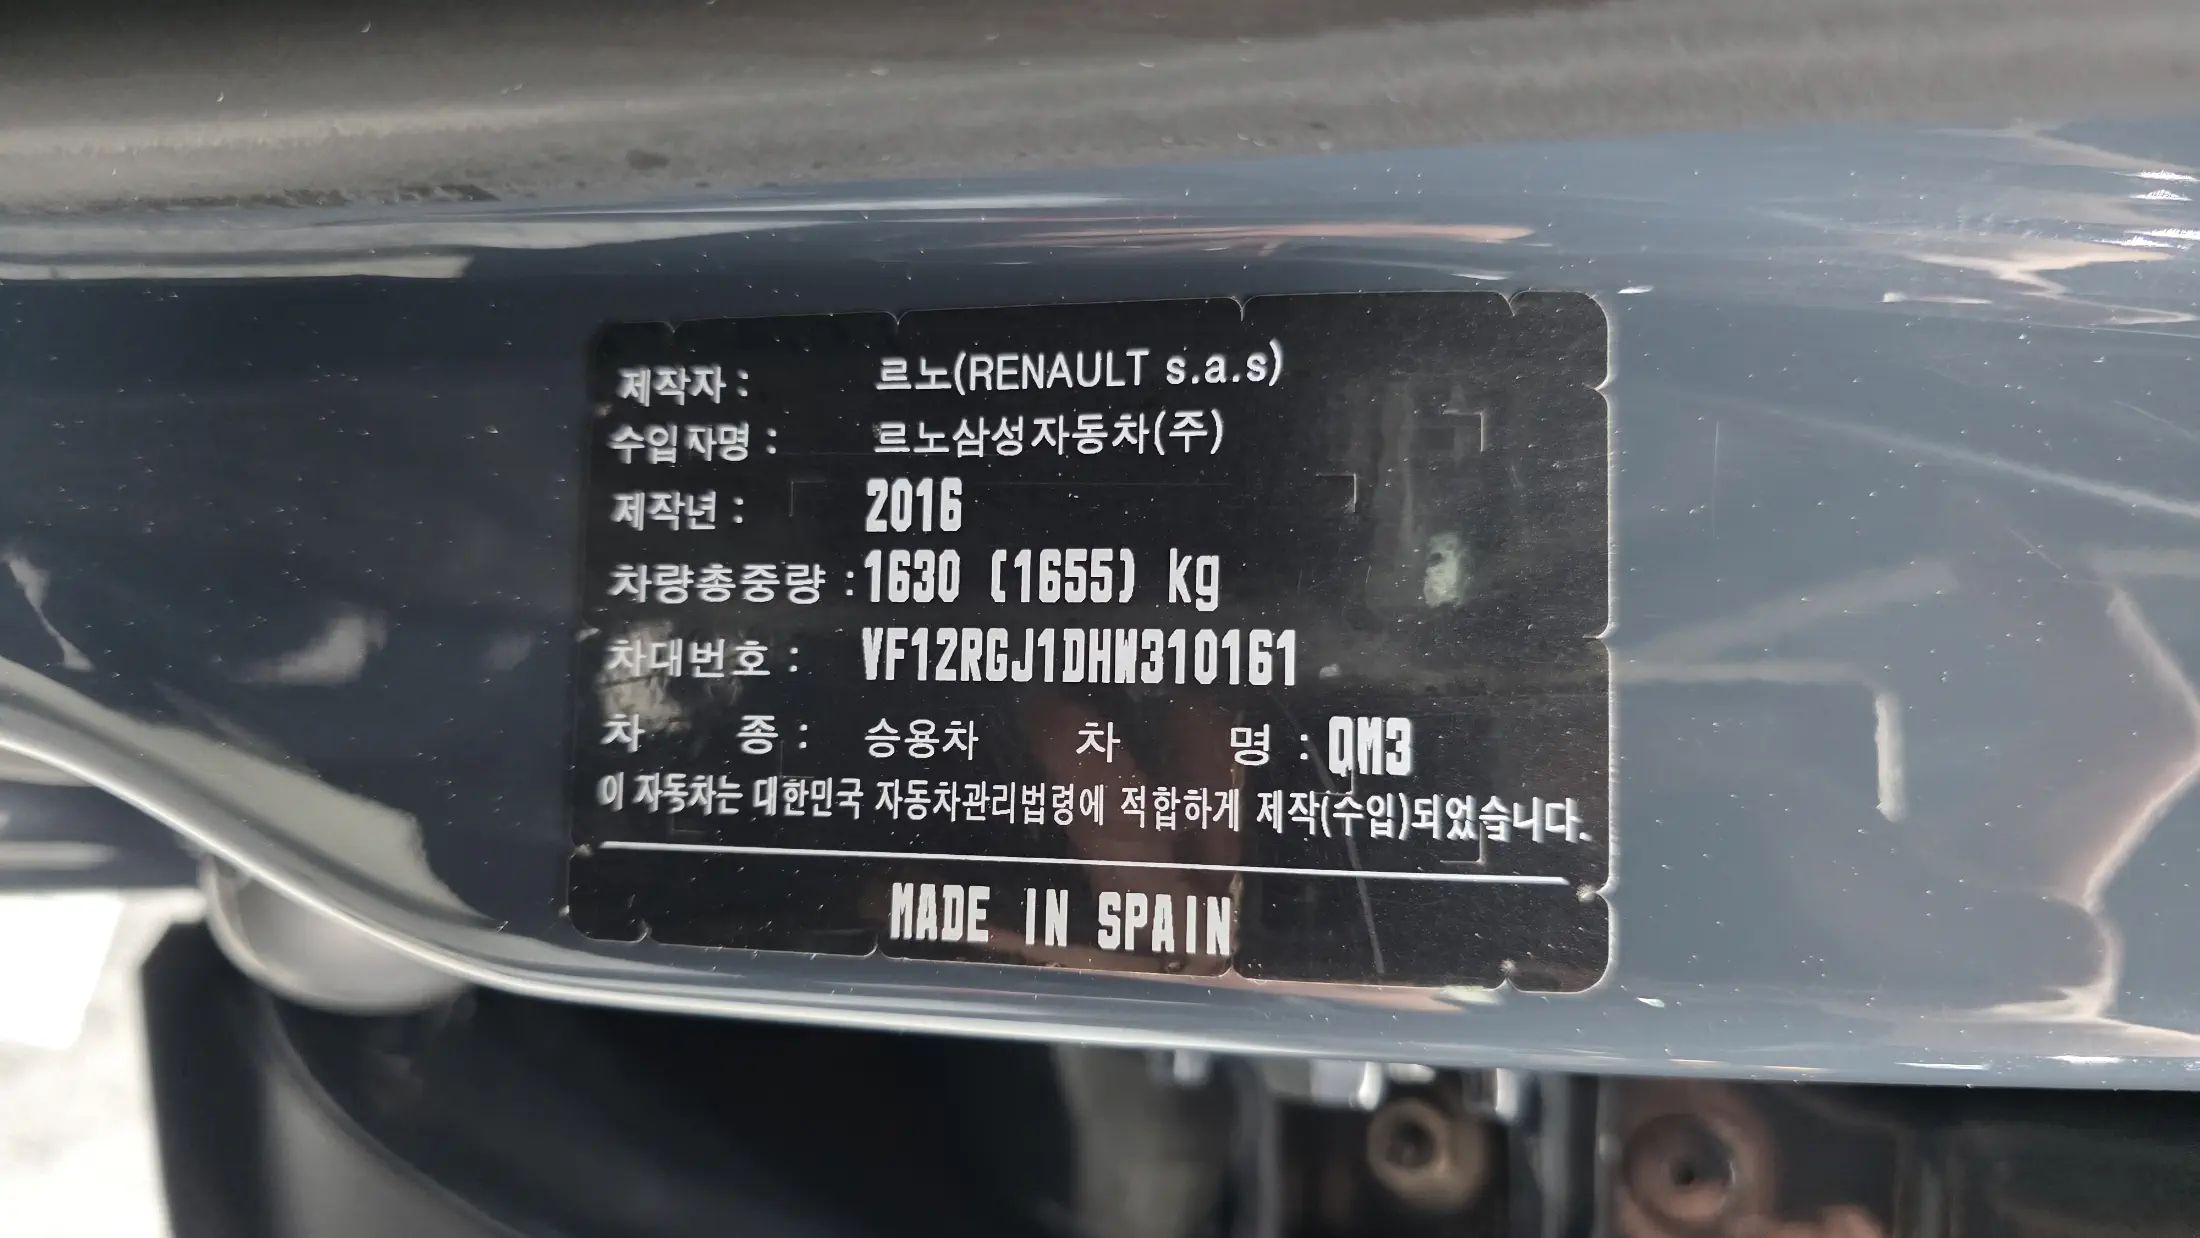 제작자 : 르노(RENAULT s.a.s)
수입자명 : 르노삼성자동차(주)
제작년 : 2016
차량총중량 : 1630 (1655) kg
차대번호 : VF12RGJ1DHW310161
차 종 : 승용차 차 명 : QM3
이 자동차는 대한민국 자동차관리법령에 적합하게 제작(수입)되었습니다.
MADE IN SPAIN